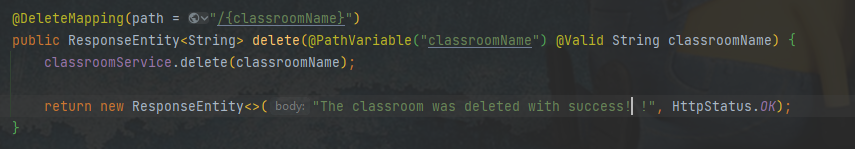 @DeleteMapping(path = "/{classroomName}")
public ResponseEntity<String> delete(@PathVariable("classroomName") @Valid String classroomName) {
classroomService.delete(classroomName);
return new ResponseEntity<>( body: "The classroom was deleted with success! !", HttpStatus.OK);
}